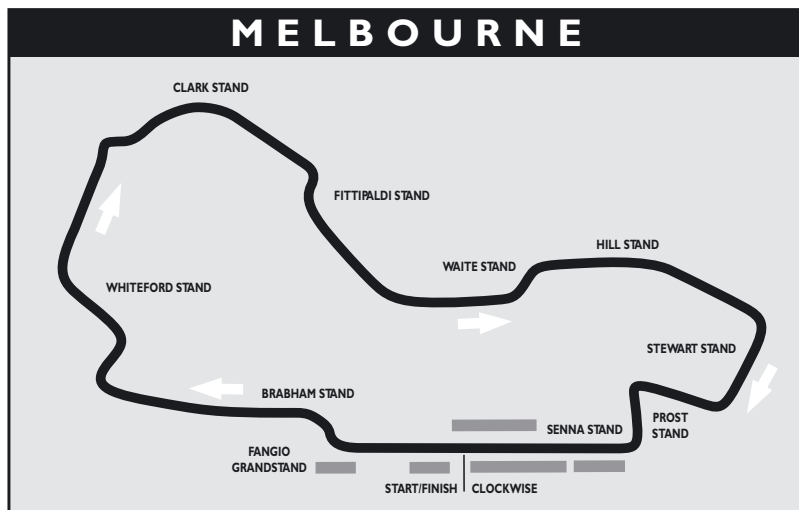 MELBOURNE
CLARK STAND
FITTIPALDI STAND
HILL STAND
WAITE STAND
WHITEFORD STAND
STEWART STAND
BRABHAM STAND
PROST
STAND
SENNA STAND
FANGIO
GRANDSTAND
START/FINISH
CLOCKWISE